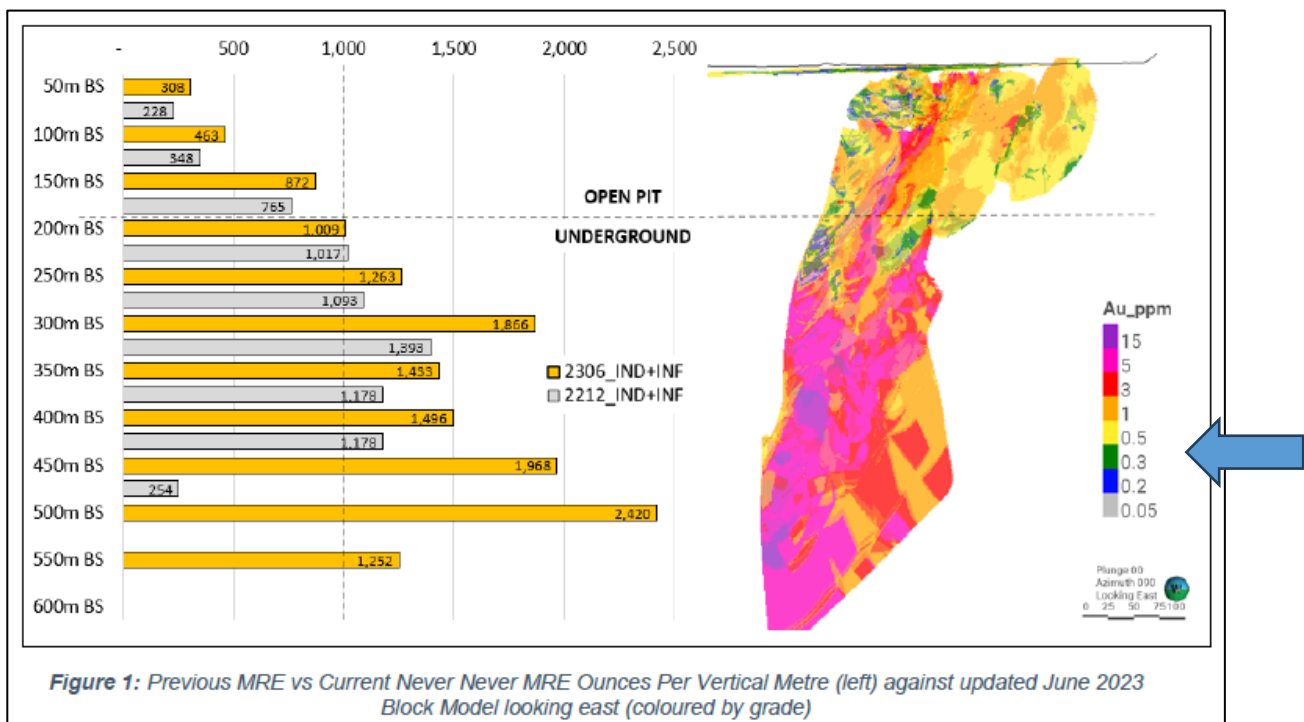 - 500 1,000 1,500 2,000 2,500
50m BS 308
228
100m BS 463
348
150m BS 872
765
OPEN PIT
200m BS 1.009
UNDERGROUND
1,017
250m BS 1,263
1,093
300m BS 1,866
1,393
350m BS 1,433
1,178
400m BS 1,496
1,178
450m BS 1,968
254
500m BS 2,420
550m BS 1,252
600m BS
2306_IND+INF
2212_IND+INF
Au_ppm
15
5
3
1
0.5
0.3
0.2
0.05
Plunge 00
Azimuth 090
Looking East
0 25 50 75100
Figure 1: Previous MRE vs Current Never Never MRE Ounces Per Vertical Metre (left) against updated June 2023
Block Model looking east (coloured by grade)